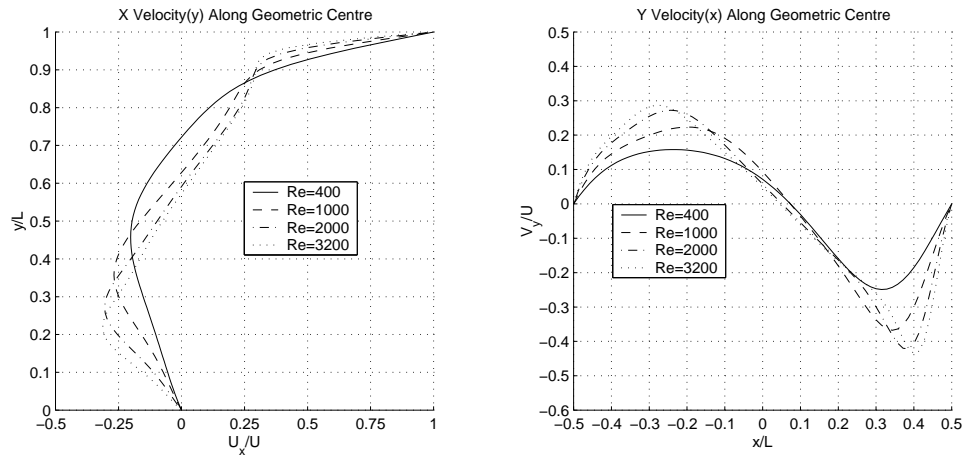 X Velocity(y) Along Geometric Centre
1
0.9
0.8
0.7
0.6
0.5
0.4
0.3
0.2
0.1
0
y/L
Re=400
Re=1000
Re=2000
Re=3200
−0.5
−0.25
0
0.25
0.5
0.75
1
U_x/U
Y Velocity(x) Along Geometric Centre
0.5
0.4
0.3
0.2
0.1
0
−0.1
−0.2
−0.3
−0.4
−0.5
−0.6
V_y/U
Re=400
Re=1000
Re=2000
Re=3200
−0.5
−0.4
−0.3
−0.2
−0.1
0
0.1
0.2
0.3
0.4
0.5
x/L